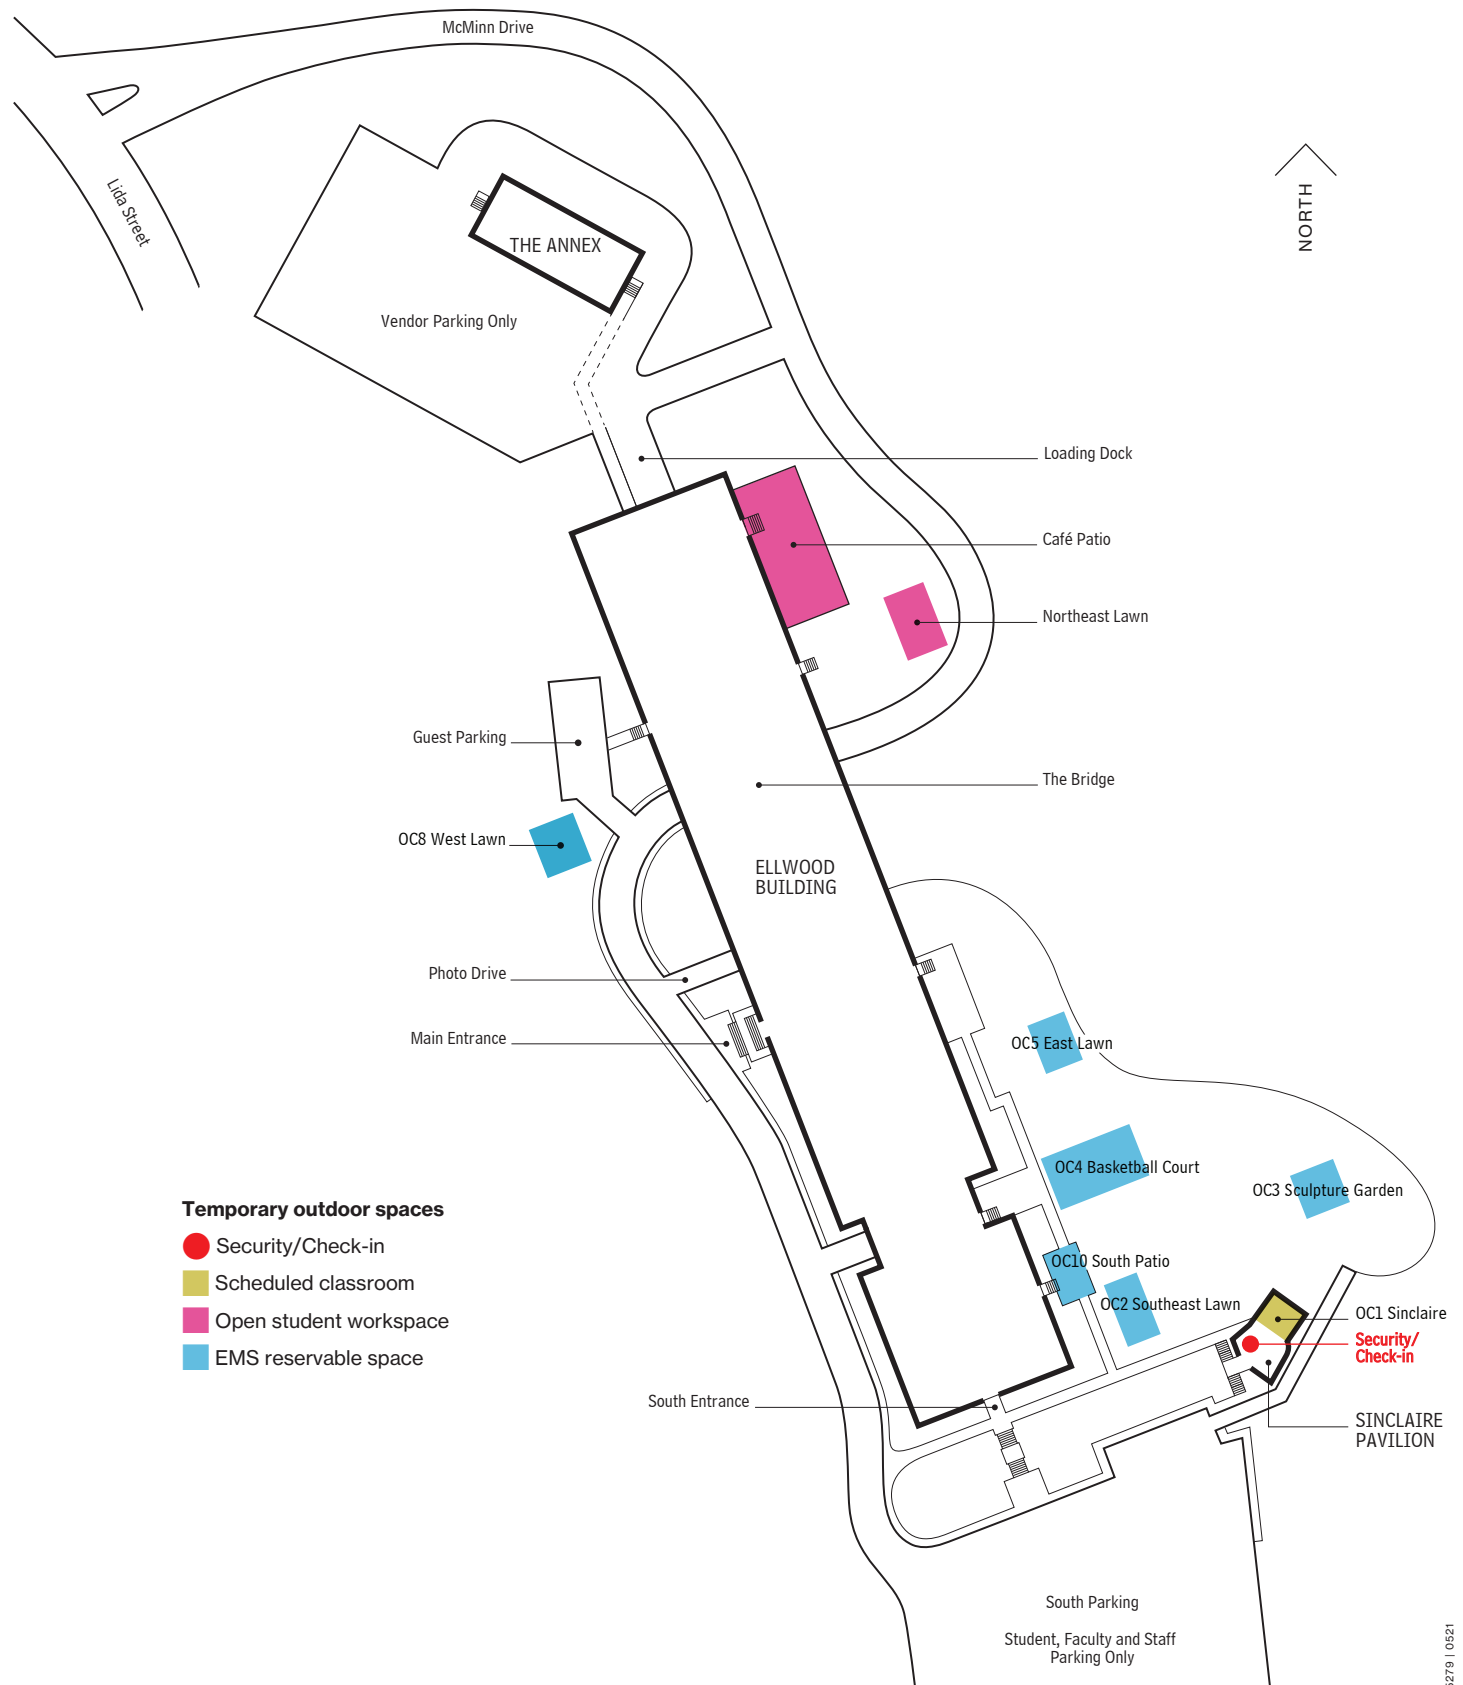 McMinn Drive
Lida Street
NORTH
THE ANNEX
Vendor Parking Only
Loading Dock
Café Patio
Northeast Lawn
Guest Parking
The Bridge
OC8 West Lawn
ELLWOOD
BUILDING
Photo Drive
Main Entrance
OC5 East Lawn
OC4 Basketball Court
OC3 Sculpture Garden
Temporary outdoor spaces
Security/Check-in
Scheduled classroom
Open student workspace
EMS reservable space
OC10 South Patio
OC2 Southeast Lawn
OC1 Sinclaire
Security/
Check-in
South Entrance
SINCLAIRE
PAVILION
South Parking
Student, Faculty and Staff
Parking Only
| 0521